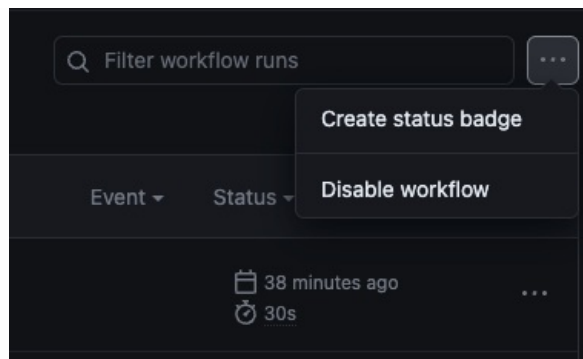 Filter workflow runs
Create status badge
Disable workflow
Event
Status
38 minutes ago
30s